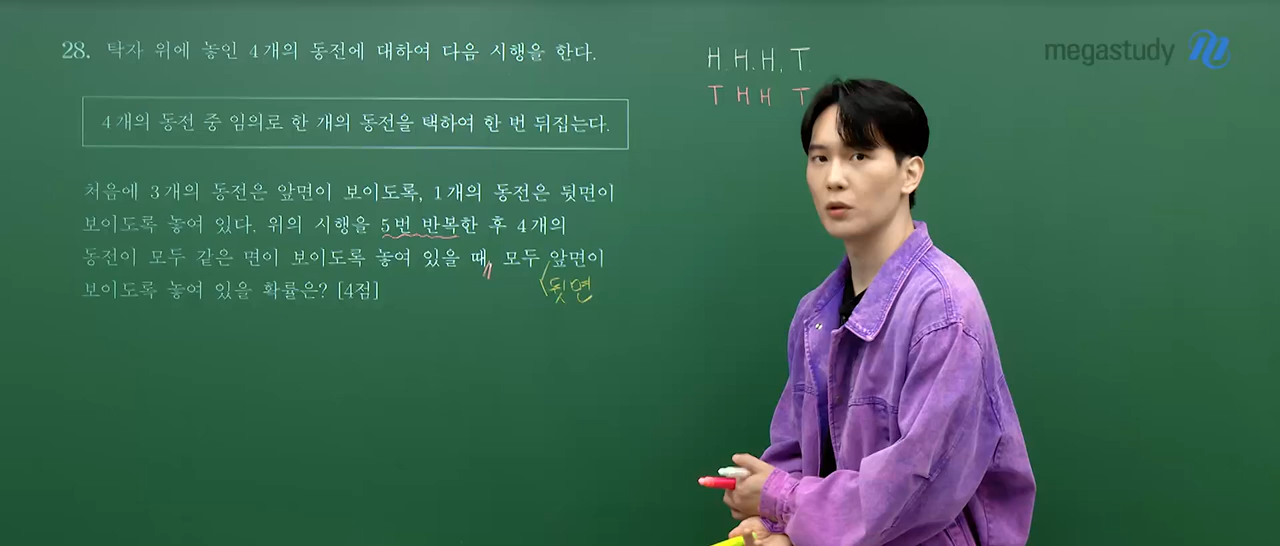 28. 탁자 위에 놓인 4개의 동전에 대하여 다음 시행을 한다.
4개의 동전 중 임의로 한 개의 동전을 택하여 한 번 뒤집는다.
처음에 3개의 동전은 앞면이 보이도록, 1개의 동전은 뒷면이
보이도록 놓여 있다. 위의 시행을 5번 반복한 후 4개의
동전이 모두 같은 면이 보이도록 놓여 있을 때, 모두 앞면이
뒷면
보이도록 놓여 있을 확률은? [4점]
H. H. H. T.
T H H T
megastudy m